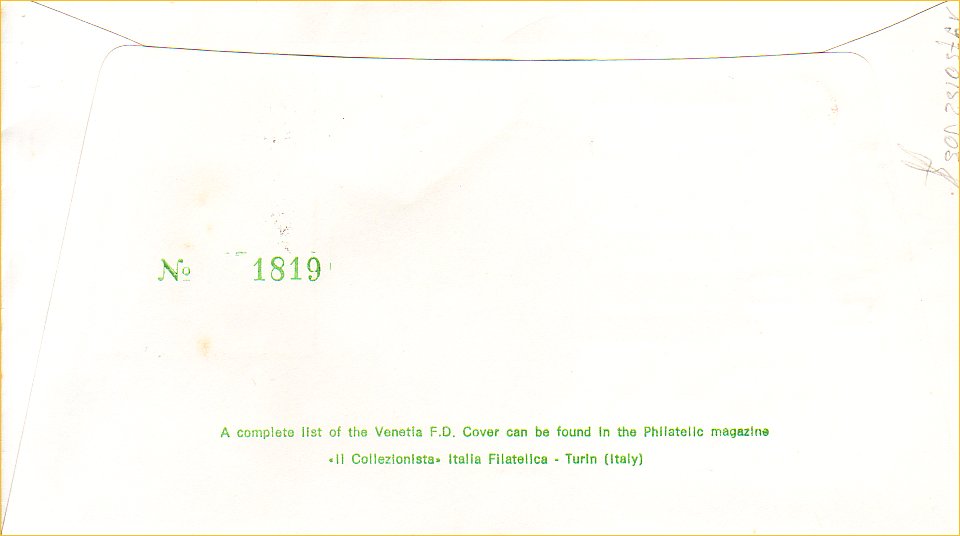 № 1819
A complete list of the Venetia F.D. Cover can be found in the Philatelic magazine
«Il Collezionista» Italia Filatelica - Turin (Italy)